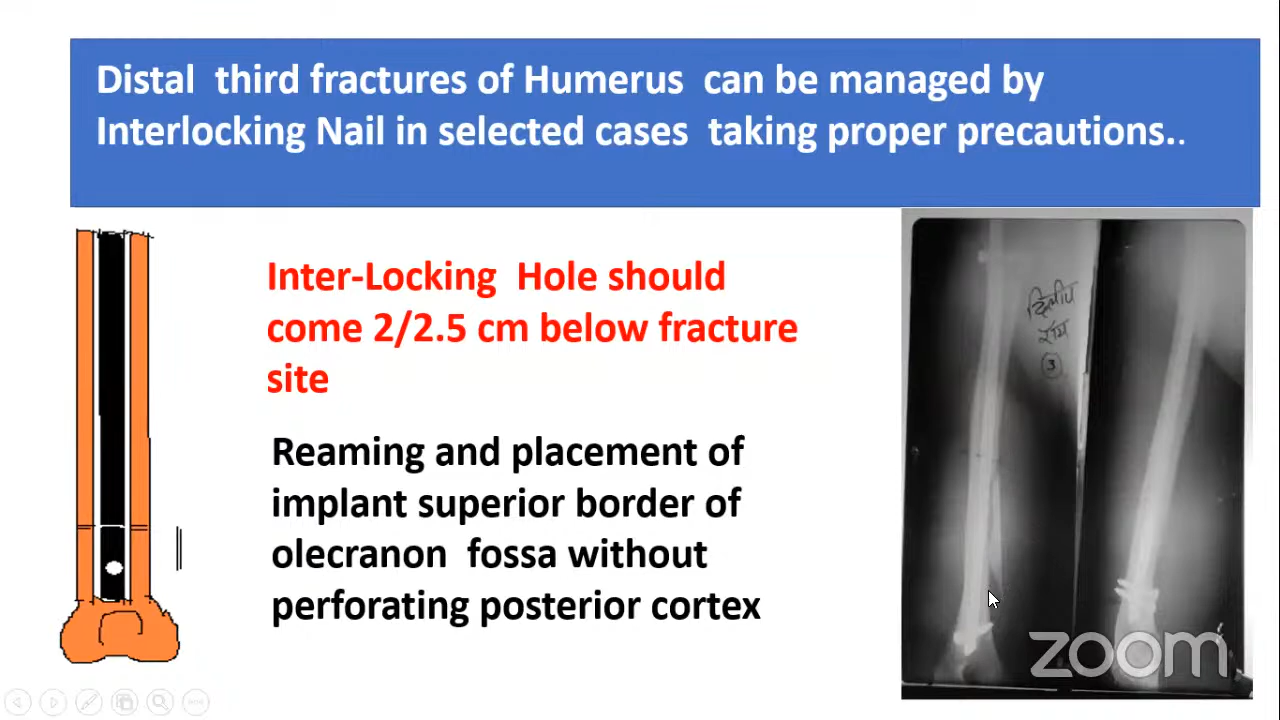 Distal third fractures of Humerus can be managed by
Interlocking Nail in selected cases taking proper precautions..
Inter-Locking Hole should
come 2/2.5 cm below fracture
site
Reaming and placement of
implant superior border of
olecranon fossa without
perforating posterior cortex
राय
3
zoom